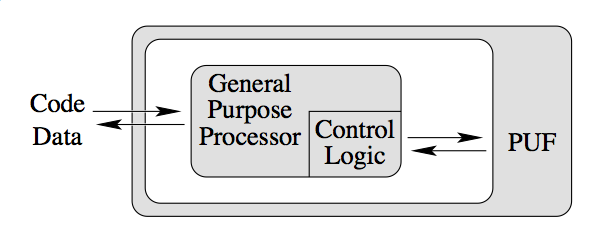 Code
Data
General
Purpose
Processor
Control
Logic
PUF